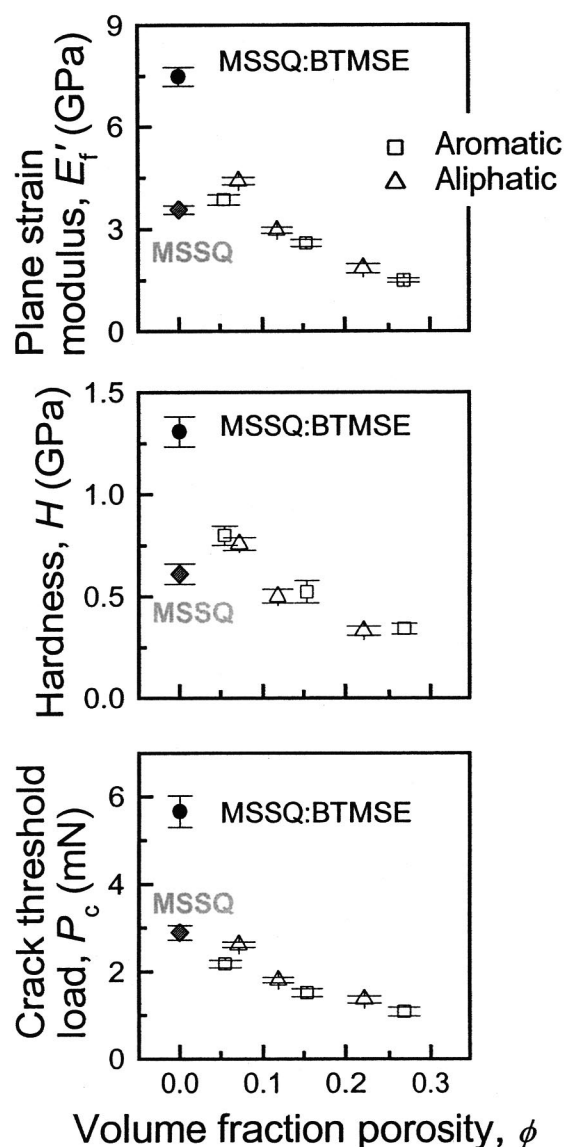 Plane strain
modulus, E_f' (GPa)
9
6
3
0
MSSQ:BTMSE
Aromatic
Aliphatic
MSSQ
Hardness, H (GPa)
1.5
1.0
0.5
0.0
MSSQ:BTMSE
MSSQ
Crack threshold
load, P_c (mN)
6
4
2
0
MSSQ:BTMSE
MSSQ
0.0 0.1 0.2 0.3
Volume fraction porosity, ϕ